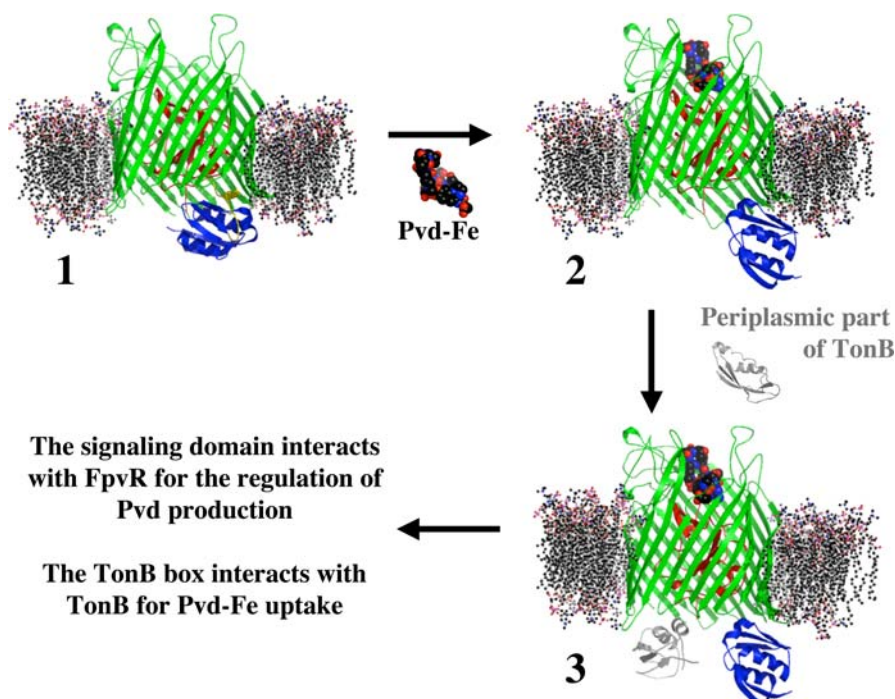 1
Pvd-Fe
2
Periplasmic part
of TonB
The signaling domain interacts
with FpvR for the regulation of
Pvd production
The TonB box interacts with
TonB for Pvd-Fe uptake
3